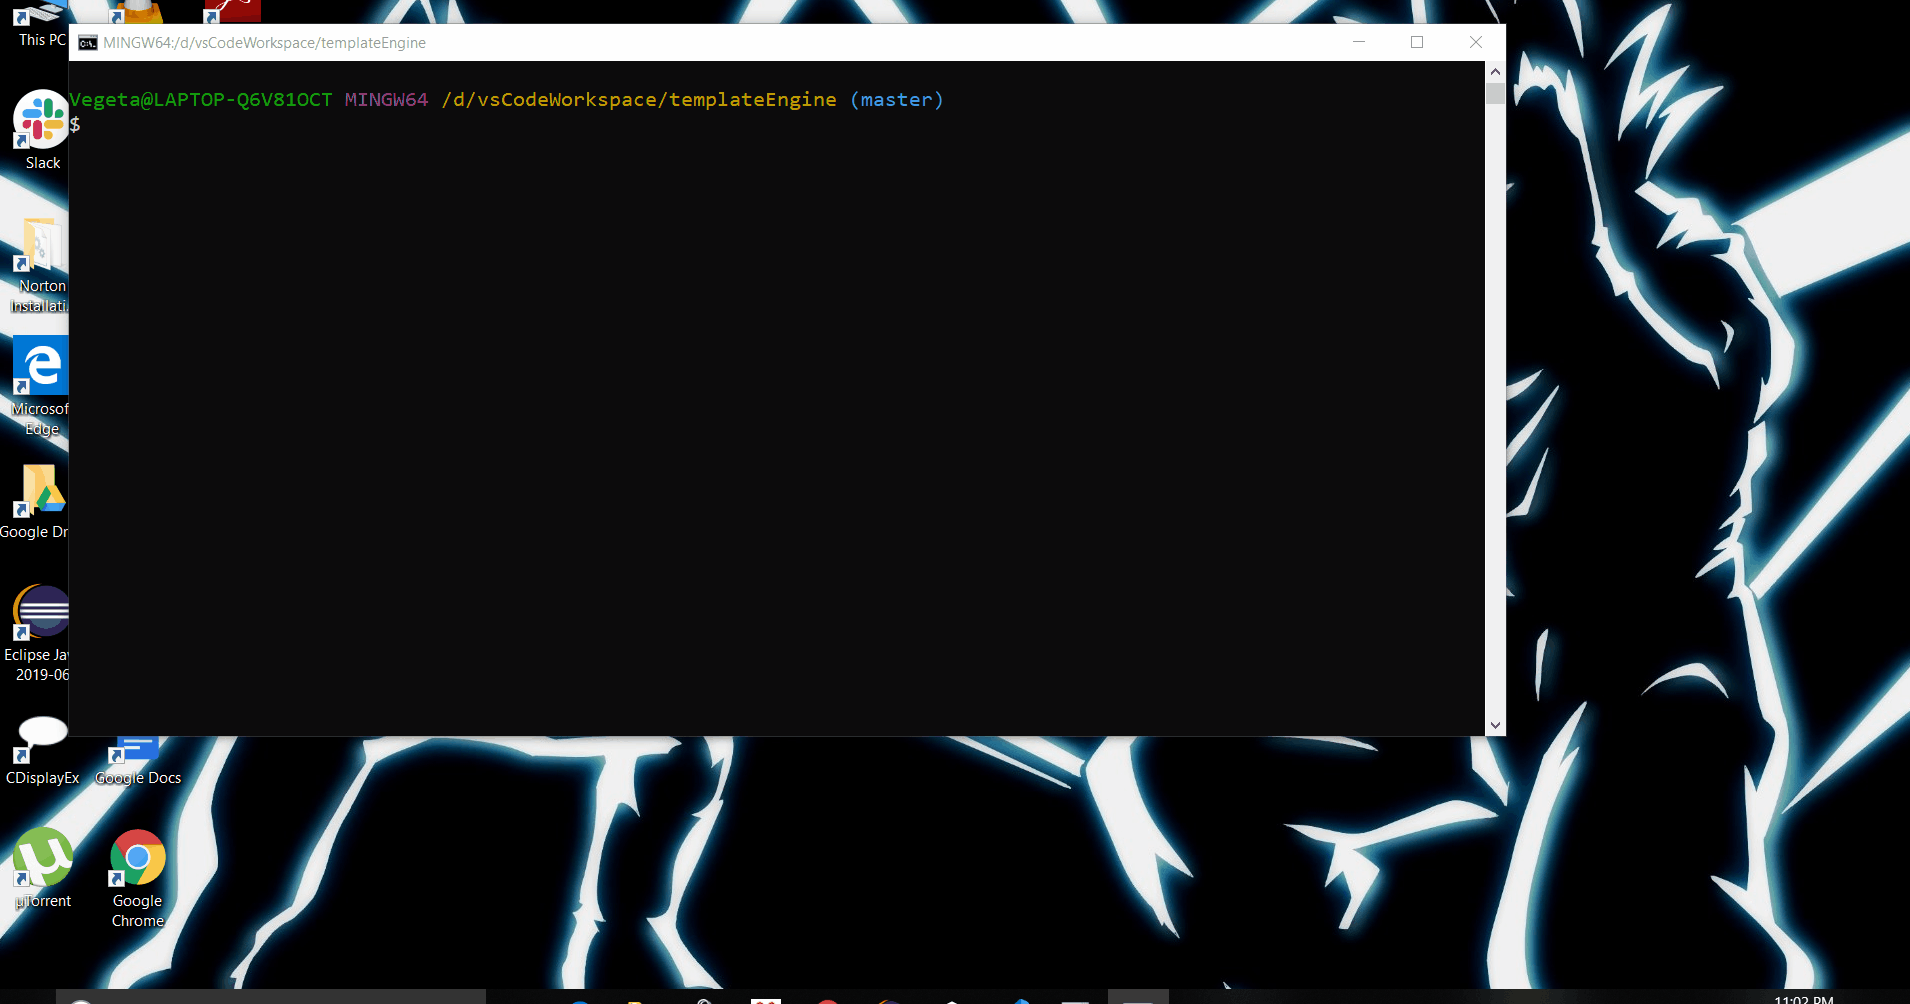 This PC
MINGW64:/d/vsCodeWorkspace/templateEngine
Vegeta@LAPTOP-Q6V81OCT MINGW64 /d/vsCodeWorkspace/templateEngine (master)
$
Slack
Norton
Installati
Microsof
Edge
Google Dr
Eclipse Ja
2019-06
CDisplayEx
Google Docs
µTorrent
Google
Chrome
11:02 PM